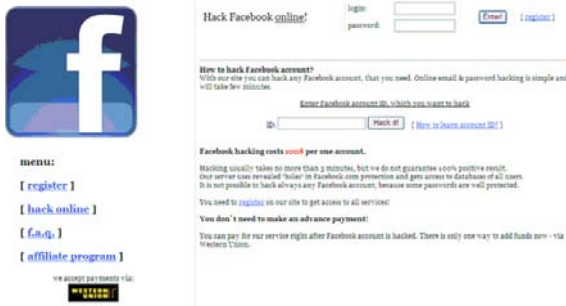 Hack Facebook online!
login:
password:
Enter!
[ register ]
How to hack Facebook account?
With our site you can hack any Facebook account, that you need. Online email & password hacking is simple and
will take few minutes.
Enter Facebook account ID, which you want to hack
ID:
Hack it!
[ How to learn account ID? ]
Facebook hacking costs 100$ per one account.
Hacking usually takes no more than 3 minutes, but we do not guarantee 100% positive result.
Our server uses revealed 'holes' in Facebook.com protection and gets access to databases of all users.
It is not possible to hack always any Facebook account, because some passwords are well protected.
You need to register on our site to get access to all services!
You don't need to make an advance payment!
You can pay for our service right after Facebook account is hacked. There is only one way to add funds now - via
Western Union.
menu:
[ register ]
[ hack online ]
[ f.a.q. ]
[ affiliate program ]
we accept payments via:
WESTERN
UNION